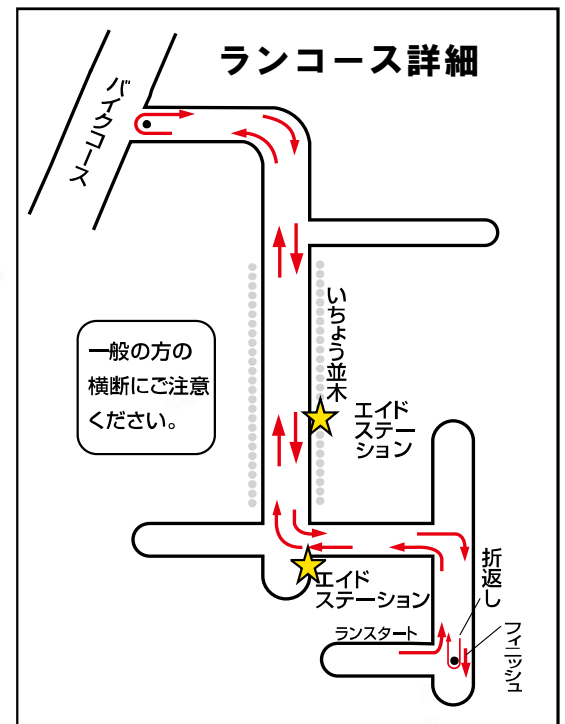 ランコース詳細
バイクコース
いちょう並木
一般の方の
横断にご注意
ください。
エイド
ステー
ション
エイド
ステーション
折返し
ランスタート
フィニッシュ